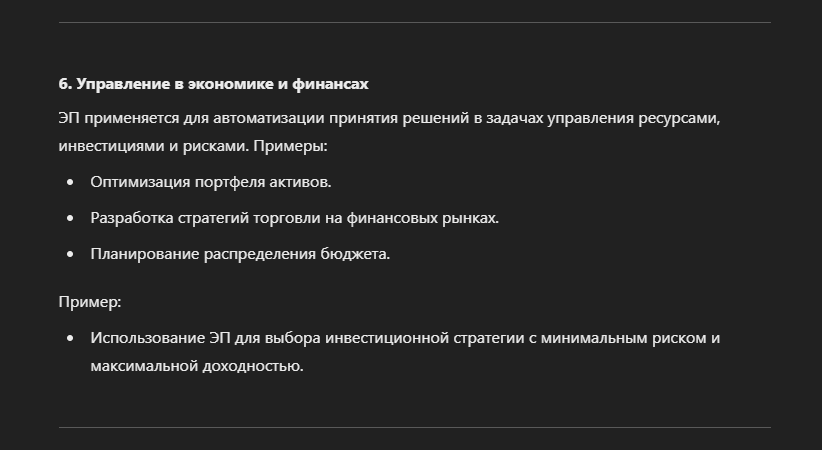 6. Управление в экономике и финансах
ЭП применяется для автоматизации принятия решений в задачах управления ресурсами,
инвестициями и рисками. Примеры:
• Оптимизация портфеля активов.
• Разработка стратегий торговли на финансовых рынках.
• Планирование распределения бюджета.
Пример:
• Использование ЭП для выбора инвестиционной стратегии с минимальным риском и
максимальной доходностью.